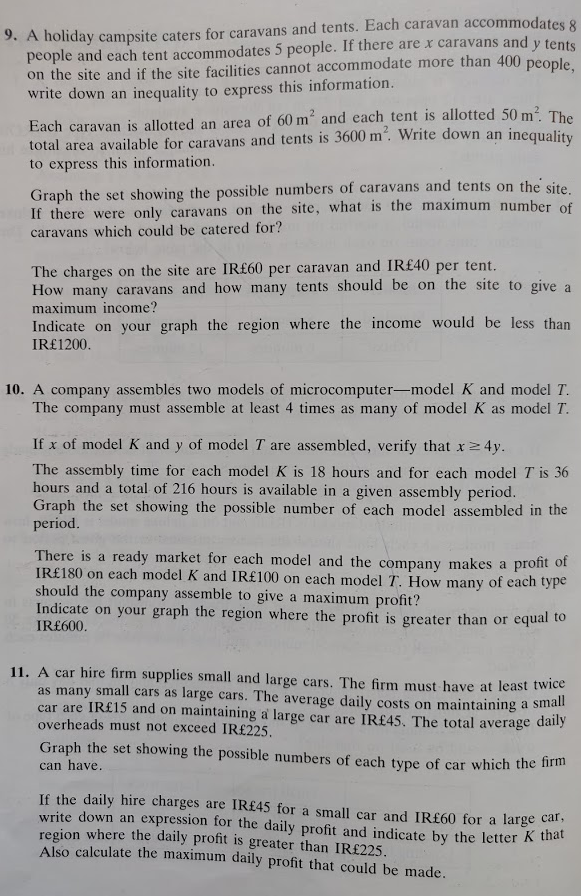 9. A holiday campsite caters for caravans and tents. Each caravan accommodates 8
people and each tent accommodates 5 people. If there are x caravans and y tents
on the site and if the site facilities cannot accommodate more than 400 people,
write down an inequality to express this information.
Each caravan is allotted an area of 60 m² and each tent is allotted 50 m². The
total area available for caravans and tents is 3600 m². Write down an inequality
to express this information.
Graph the set showing the possible numbers of caravans and tents on the site.
If there were only caravans on the site, what is the maximum number of
caravans which could be catered for?
The charges on the site are IR£60 per caravan and IR£40 per tent.
How many caravans and how many tents should be on the site to give a
maximum income?
Indicate on your graph the region where the income would be less than
IR£1200.
10. A company assembles two models of microcomputer—model K and model T.
The company must assemble at least 4 times as many of model K as model T.
If x of model K and y of model T are assembled, verify that x ≥ 4y.
The assembly time for each model K is 18 hours and for each model T is 36
hours and a total of 216 hours is available in a given assembly period.
Graph the set showing the possible number of each model assembled in the
period.
There is a ready market for each model and the company makes a profit of
IR£180 on each model K and IR£100 on each model T. How many of each type
should the company assemble to give a maximum profit?
Indicate on your graph the region where the profit is greater than or equal to
IR£600.
11. A car hire firm supplies small and large cars. The firm must have at least twice
as many small cars as large cars. The average daily costs on maintaining a small
car are IR£15 and on maintaining a large car are IR£45. The total average daily
overheads must not exceed IR£225.
Graph the set showing the possible numbers of each type of car which the firm
can have.
If the daily hire charges are IR£45 for a small car and IR£60 for a large car,
write down an expression for the daily profit and indicate by the letter K that
region where the daily profit is greater than IR£225.
Also calculate the maximum daily profit that could be made.